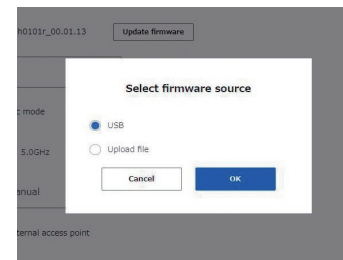 h0101r_00.01.13 Update firmware
Select firmware source
c mode
USB
5.0GHz
Upload file
Cancel OK
anual
ternal access point